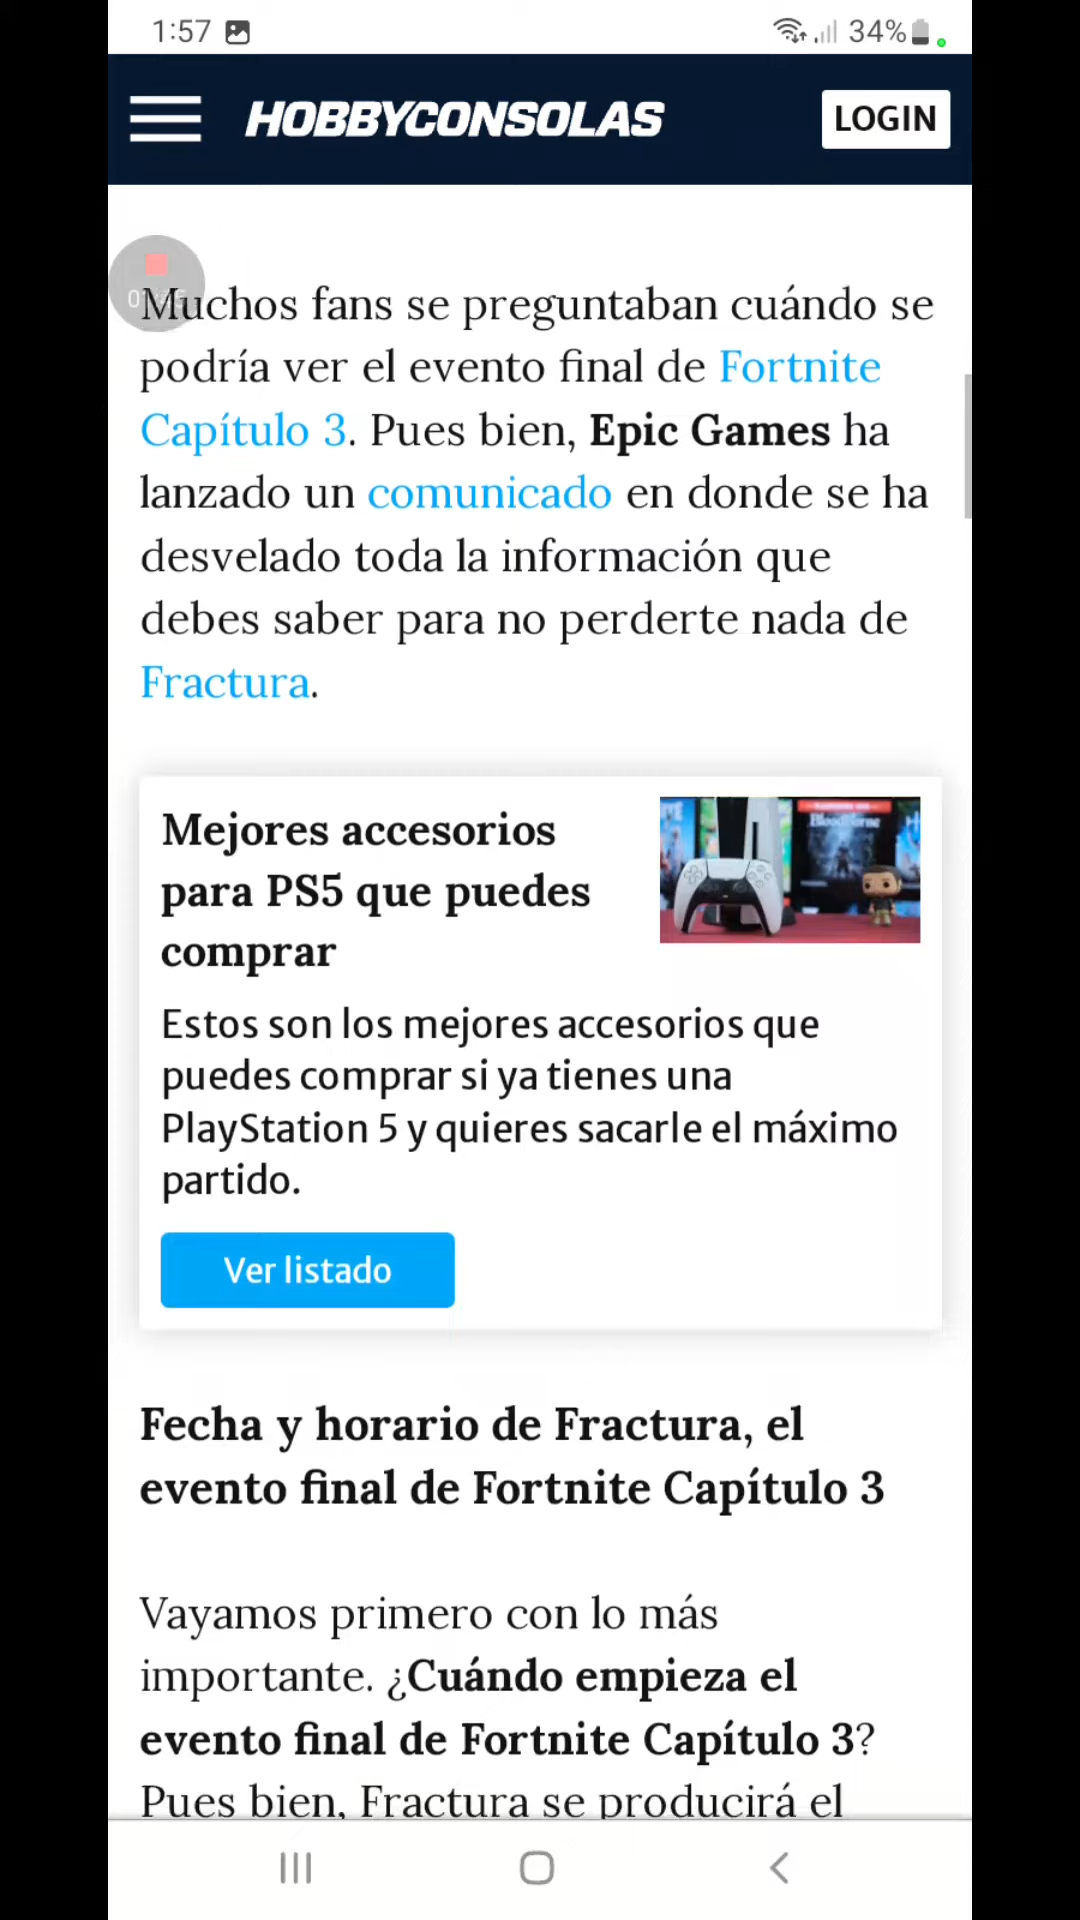 1:57
34%
HOBBYCONSOLAS
LOGIN
Muchos fans se preguntaban cuándo se
podría ver el evento final de Fortnite
Capítulo 3. Pues bien, Epic Games ha
lanzado un comunicado en donde se ha
desvelado toda la información que
debes saber para no perderte nada de
Fractura.
Mejores accesorios
para PS5 que puedes
comprar
Bloodborne
Estos son los mejores accesorios que
puedes comprar si ya tienes una
PlayStation 5 y quieres sacarle el máximo
partido.
Ver listado
Fecha y horario de Fractura, el
evento final de Fortnite Capítulo 3
Vayamos primero con lo más
importante. ¿Cuándo empieza el
evento final de Fortnite Capítulo 3?
Pues bien, Fractura se producirá el